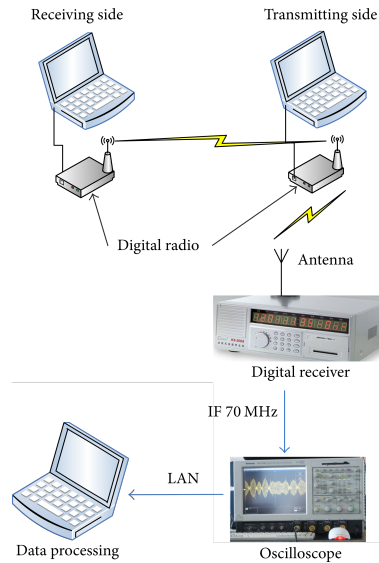 Receiving side
Transmitting side
Digital radio
Antenna
Digital receiver
IF 70 MHz
LAN
Data processing
Oscilloscope